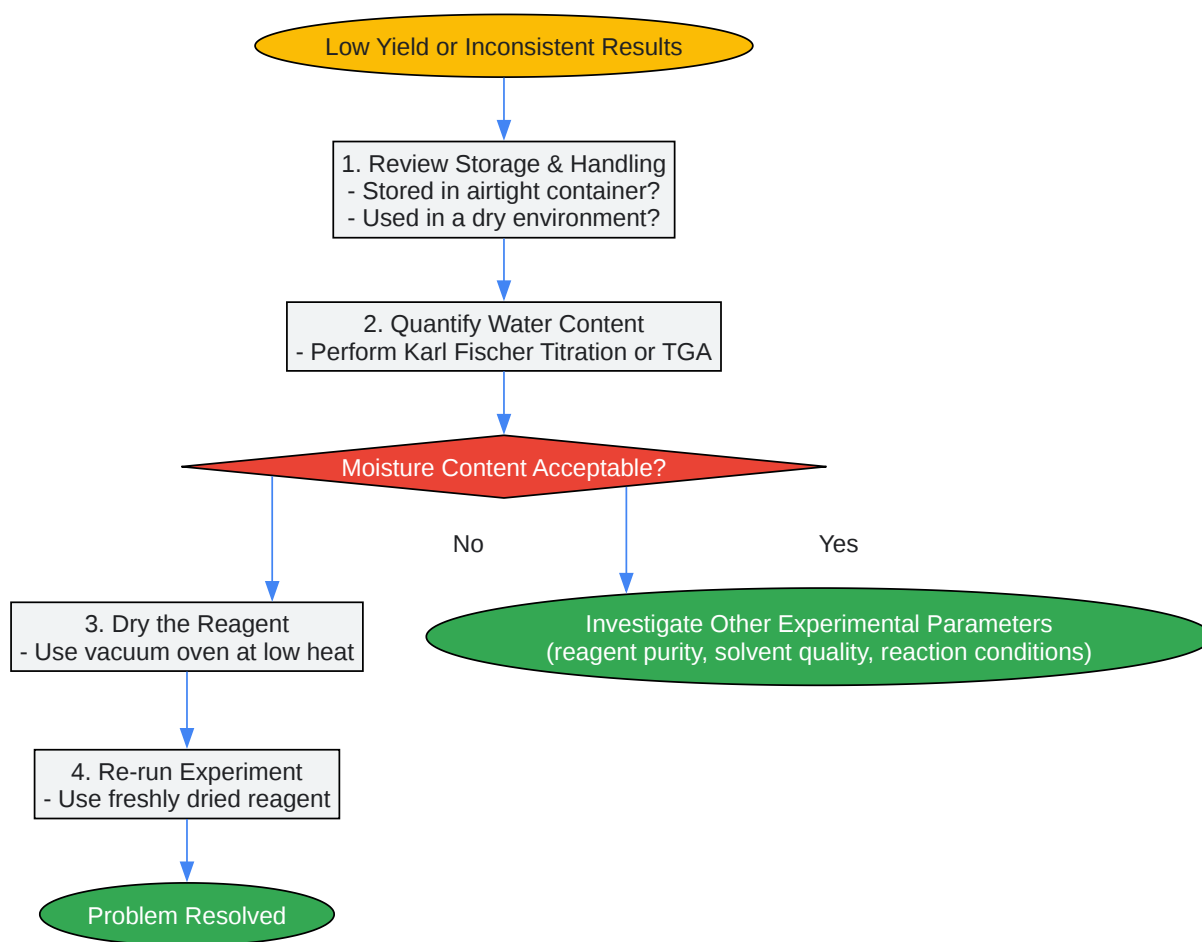 Low Yield or Inconsistent Results
1. Review Storage & Handling
- Stored in airtight container?
- Used in a dry environment?
2. Quantify Water Content
- Perform Karl Fischer Titration or TGA
Moisture Content Acceptable?
No
Yes
3. Dry the Reagent
- Use vacuum oven at low heat
Investigate Other Experimental Parameters
(reagent purity, solvent quality, reaction conditions)
4. Re-run Experiment
- Use freshly dried reagent
Problem Resolved